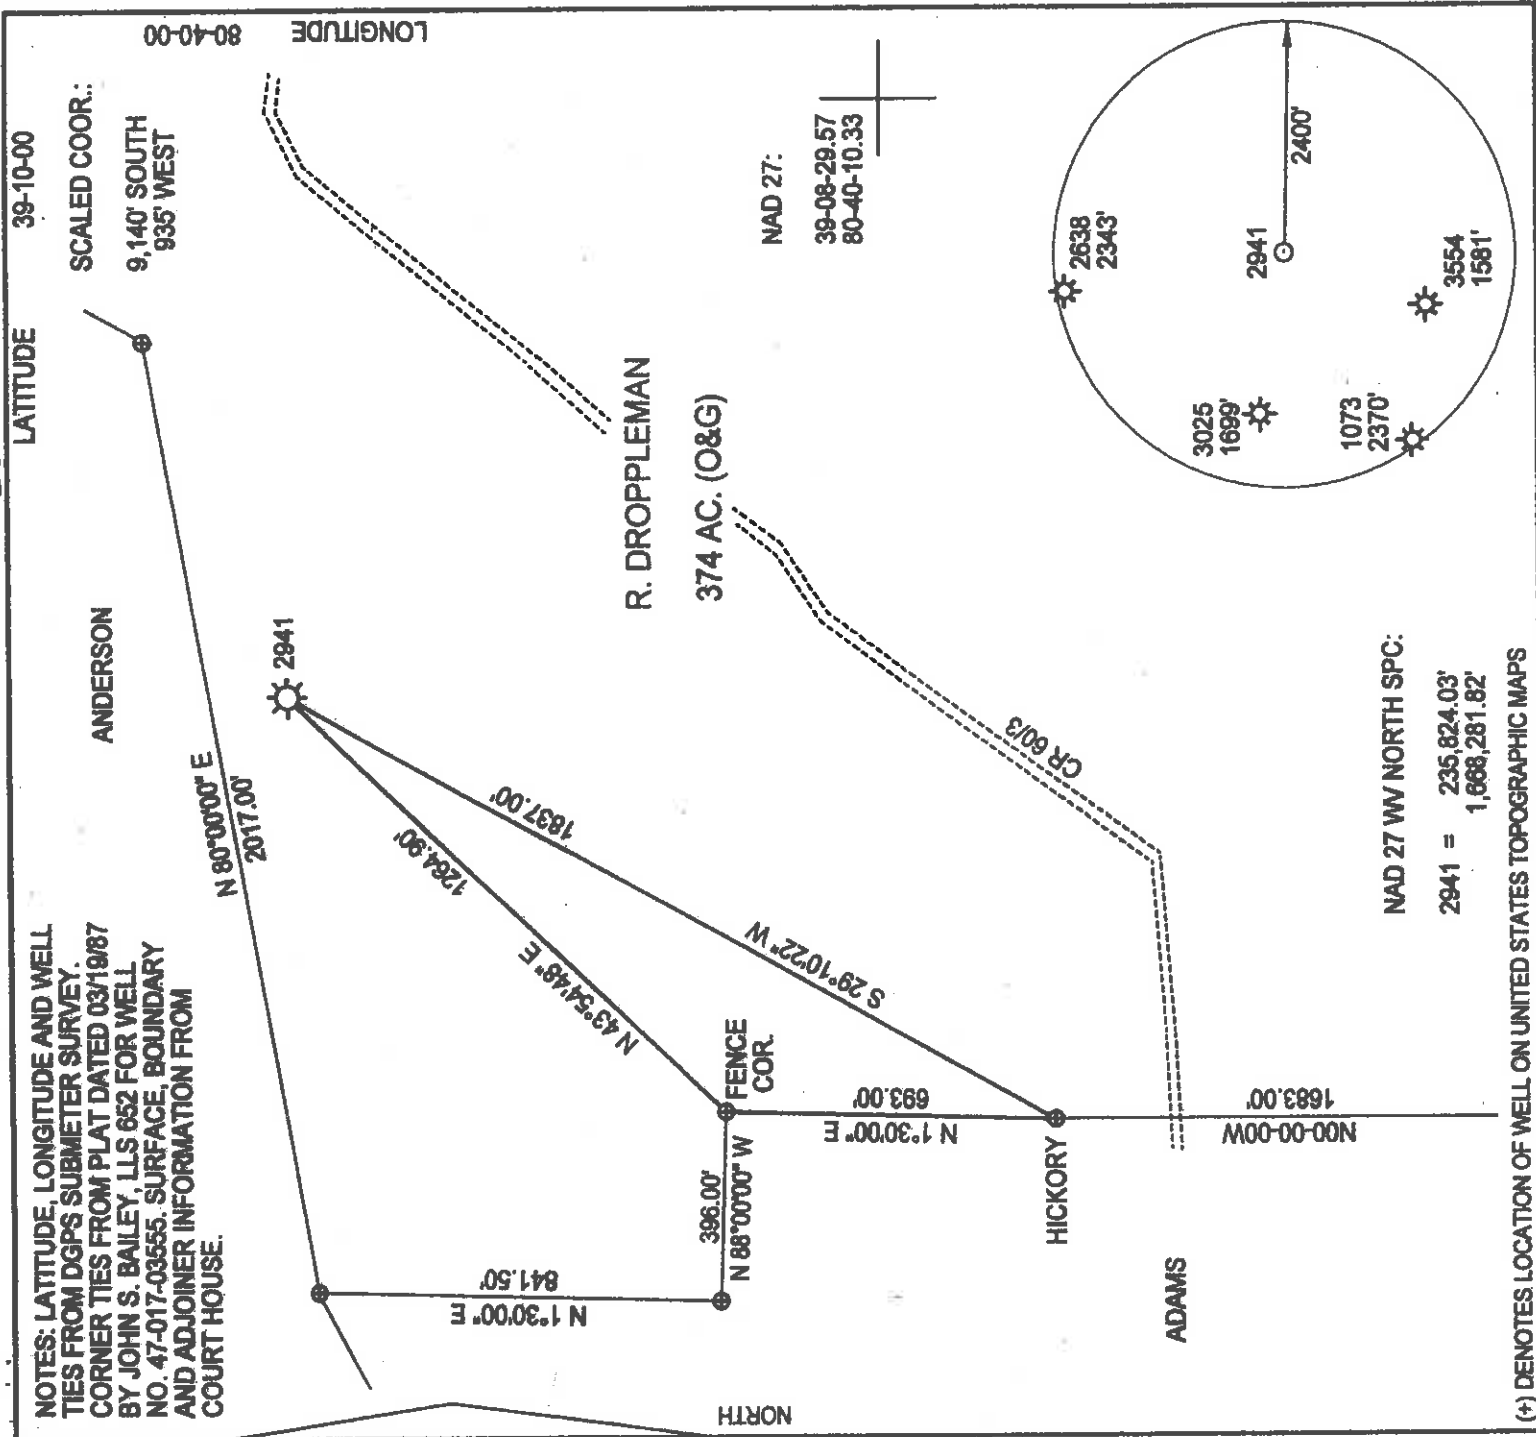 LATITUDE 39-10-00
LONGITUDE 80-40-00
SCALED COOR.:
9,140' SOUTH
935' WEST
NOTES: LATITUDE, LONGITUDE AND WELL
TIES FROM DGPS SUBMETER SURVEY.
CORNER TIES FROM PLAT DATED 03/19/87
BY JOHN S. BAILEY, LLS 652 FOR WELL
NO. 47-017-03555. SURFACE, BOUNDARY
AND ADJOINER INFORMATION FROM
COURT HOUSE.
ANDERSON
N 80°00'00" E
2017.00'
2941
1264.90'
N 43°54'48" E
1837.00'
S 29°10'22" W
N 1°30'00" E
841.50'
396.00'
N 88°00'00" W
FENCE
COR.
693.00'
N 1°30'00" E
HICKORY
1683.00'
N00-00-00W
ADAMS
NORTH
CR 60/3
R. DROPPLEMAN
374 AC. (O&G)
NAD 27:
39-08-29.57
80-40-10.33
2638
2343'
2941
2400'
3554
1581'
3025
1699'
1073
2370'
NAD 27 WV NORTH SPC:
2941 = 235,824.03'
1,668,281.82'
(+) DENOTES LOCATION OF WELL ON UNITED STATES TOPOGRAPHIC MAPS